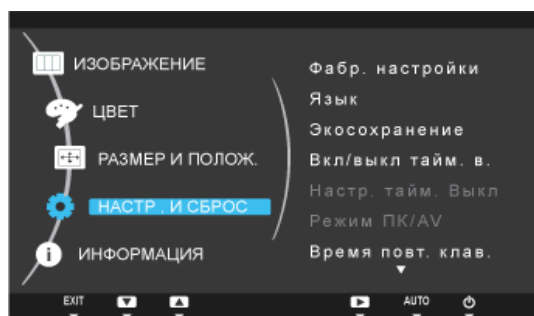 ИЗОБРАЖЕНИЕ
ЦВЕТ
РАЗМЕР И ПОЛОЖ.
НАСТР . И СБРОС
ИНФОРМАЦИЯ
Фабр. настройки
Язык
Экосохранение
Вкл/выкл тайм. в.
Настр. тайм. Выкл
Режим ПК/AV
Время повт. клав.
EXIT
AUTO